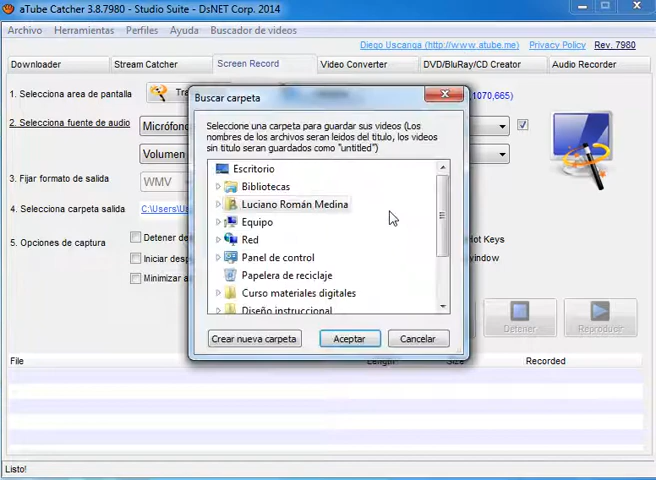 aTube Catcher 3.8.7980 - Studio Suite - DsNET Corp. 2014
Archivo Herramientas Perfiles Ayuda Buscador de videos
Diego Uscanga (http://www.atube.me) Privacy Policy Rev. 7980
Downloader Stream Catcher Screen Record Video Converter DVD/BluRay/CD Creator Audio Recorder
1. Selecciona area de pantalla
,1070,665)
Buscar carpeta
Seleccione una carpeta para guardar sus videos (Los
nombres de los archivos seran leidos del titulo, los videos
sin titulo seran guardados como "untitled")
2. Selecciona fuente de audio
Micrófono
Volumen
3. Fijar formato de salida
WMV
4. Selecciona carpeta salida
C:\Users\
5. Opciones de captura
Detener de
Iniciar des
Minimizar a
Hot Keys
Escritorio
Bibliotecas
Luciano Román Medina
Equipo
Red
Panel de control
Papelera de reciclaje
Curso materiales digitales
Diseño instruccional
Crear nueva carpeta Aceptar Cancelar
Detener Reproducir
File Length Size Recorded
Listo!